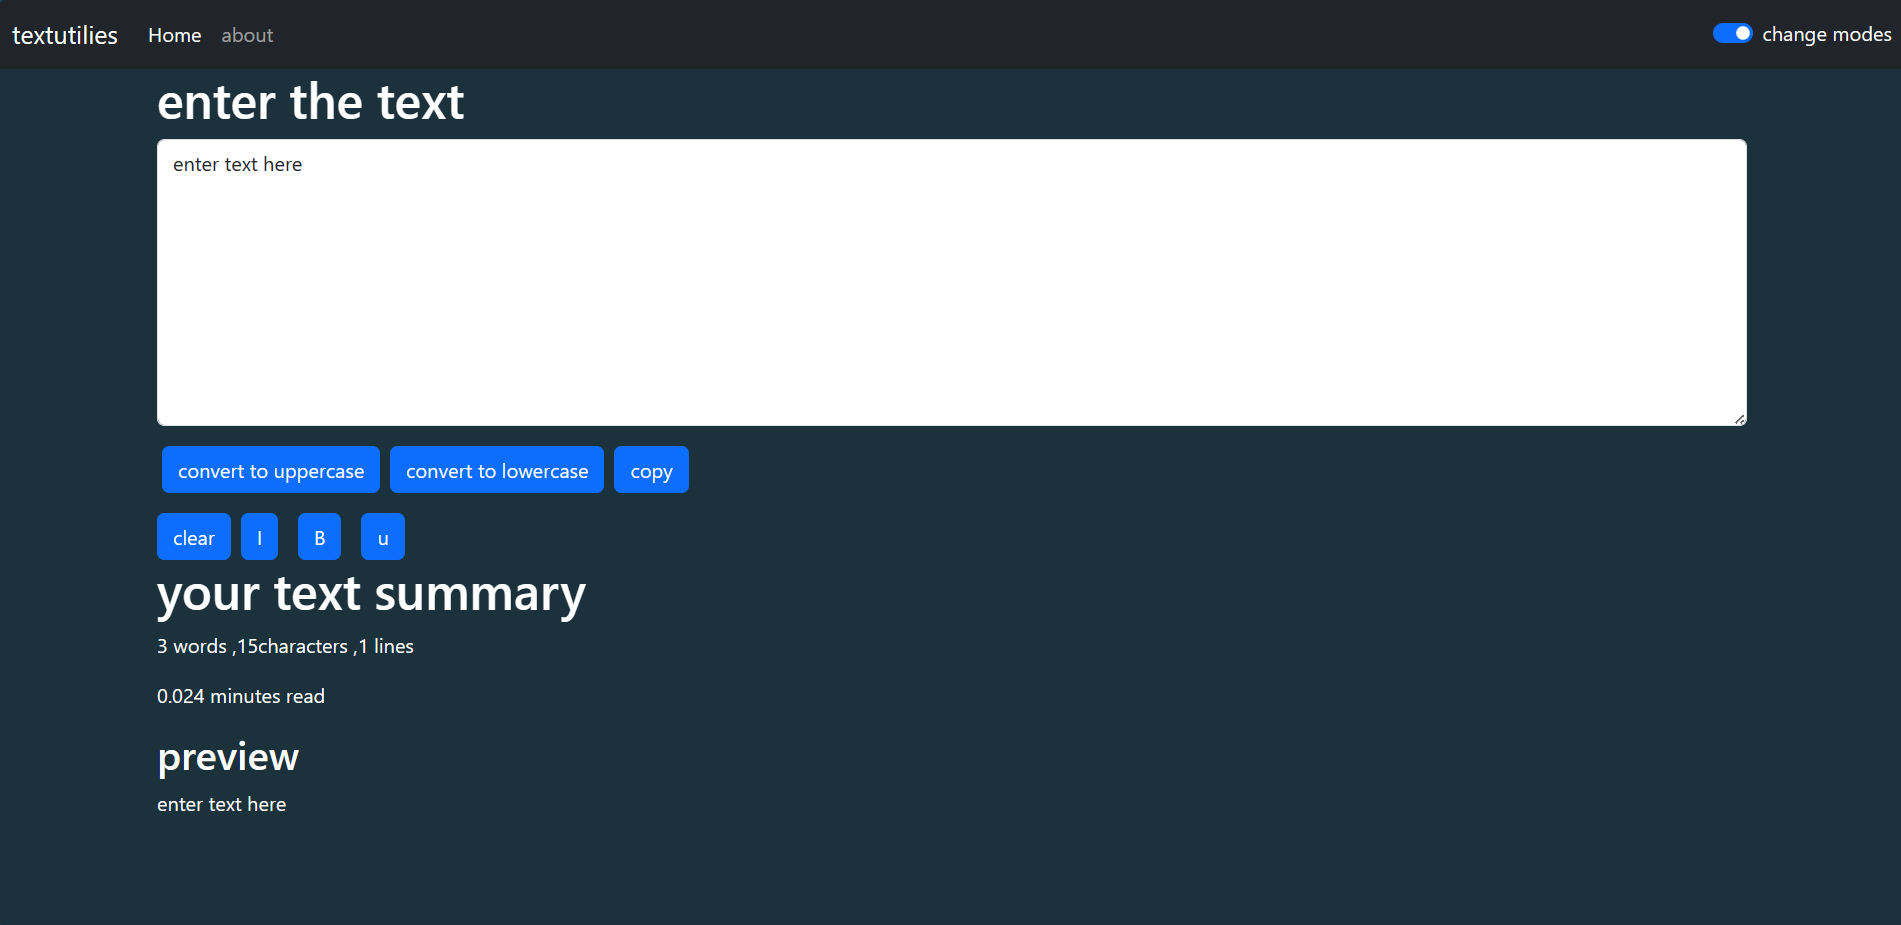 textutilies Home about change modes
enter the text
enter text here
convert to uppercase convert to lowercase copy
clear I B u
your text summary
3 words ,15characters ,1 lines
0.024 minutes read
preview
enter text here